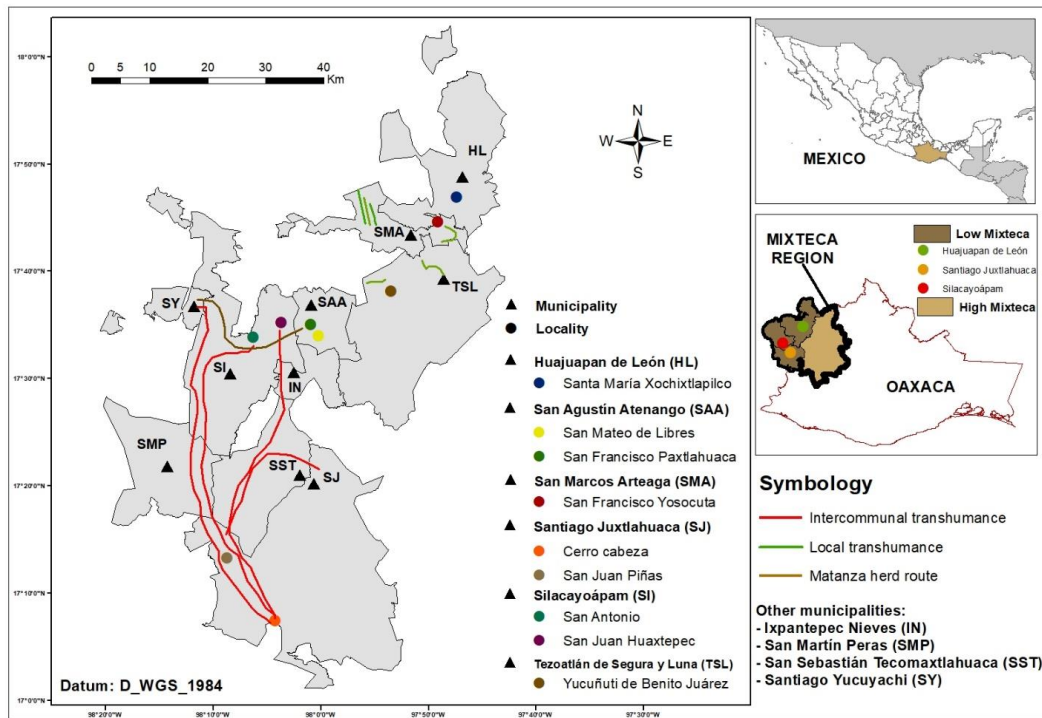 18°0'0"N
0 10 20 30 40
Km
N
W E
S
HL
17°50'0"N
SMA
17°40'0"N
TSL
SY
SAA
SI
IN
17°30'0"N
SMP
SST
SJ
17°20'0"N
17°10'0"N
Datum: D_WGS_1984
17°0'0"N
98°20'0"W 98°10'0"W 98°0'0"W 97°50'0"W 97°40'0"W 97°30'0"W
Municipality
Locality
Huajuapan de León (HL)
Santa María Xochixtlapilco
San Agustín Atenango (SAA)
San Mateo de Libres
San Francisco Paxtlahuaca
San Marcos Arteaga (SMA)
San Francisco Yosocuta
Santiago Juxtlahuaca (SJ)
Cerro cabeza
San Juan Piñas
Silacayoápam (SI)
San Antonio
San Juan Huaxtepec
Tezoatlán de Segura y Luna (TSL)
Yucuñuti de Benito Juárez
MEXICO
MIXTECA
REGION
Low Mixteca
Huajuapan de León
Santiago Juxtlahuaca
Silacayoápam
High Mixteca
OAXACA
Symbology
Intercommunal transhumance
Local transhumance
Matanza herd route
Other municipalities:
- Ixpantepec Nieves (IN)
- San Martín Peras (SMP)
- San Sebastián Tecomaxtlahuaca (SST)
- Santiago Yucuyachi (SY)